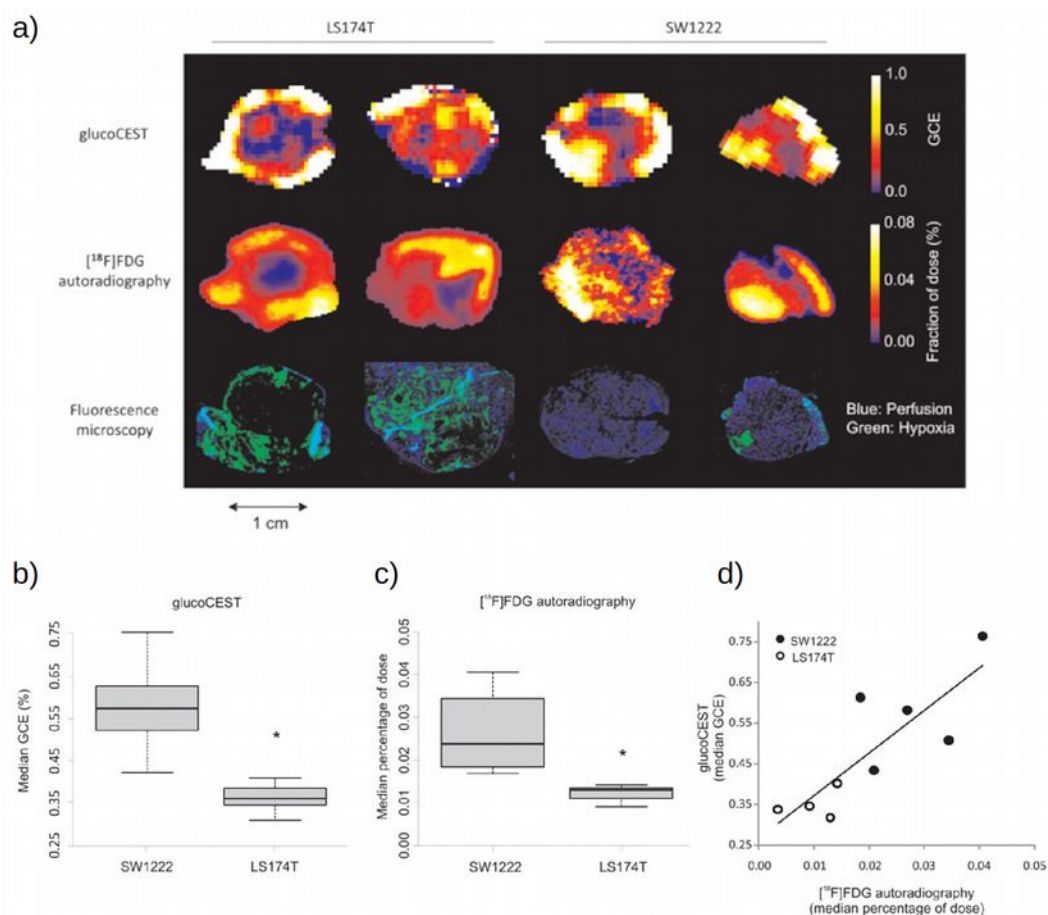 a)
LS174T
SW1222
glucoCEST
1.0
0.5
0.0
GCE
[¹⁸F]FDG
autoradiography
0.08
0.04
0.00
Fraction of dose (%)
Fluorescence
microscopy
Blue: Perfusion
Green: Hypoxia
1 cm
b)
glucoCEST
Median GCE (%)
0.75
0.65
0.55
0.45
0.35
0.25
*
SW1222
LS174T
c)
[¹⁸F]FDG autoradiography
Median percentage of dose
0.05
0.04
0.03
0.02
0.01
0.00
*
SW1222
LS174T
d)
SW1222
LS174T
glucoCEST
(median GCE)
0.75
0.65
0.55
0.45
0.35
0.25
0.00
0.01
0.02
0.03
0.04
0.05
[¹⁸F]FDG autoradiography
(median percentage of dose)